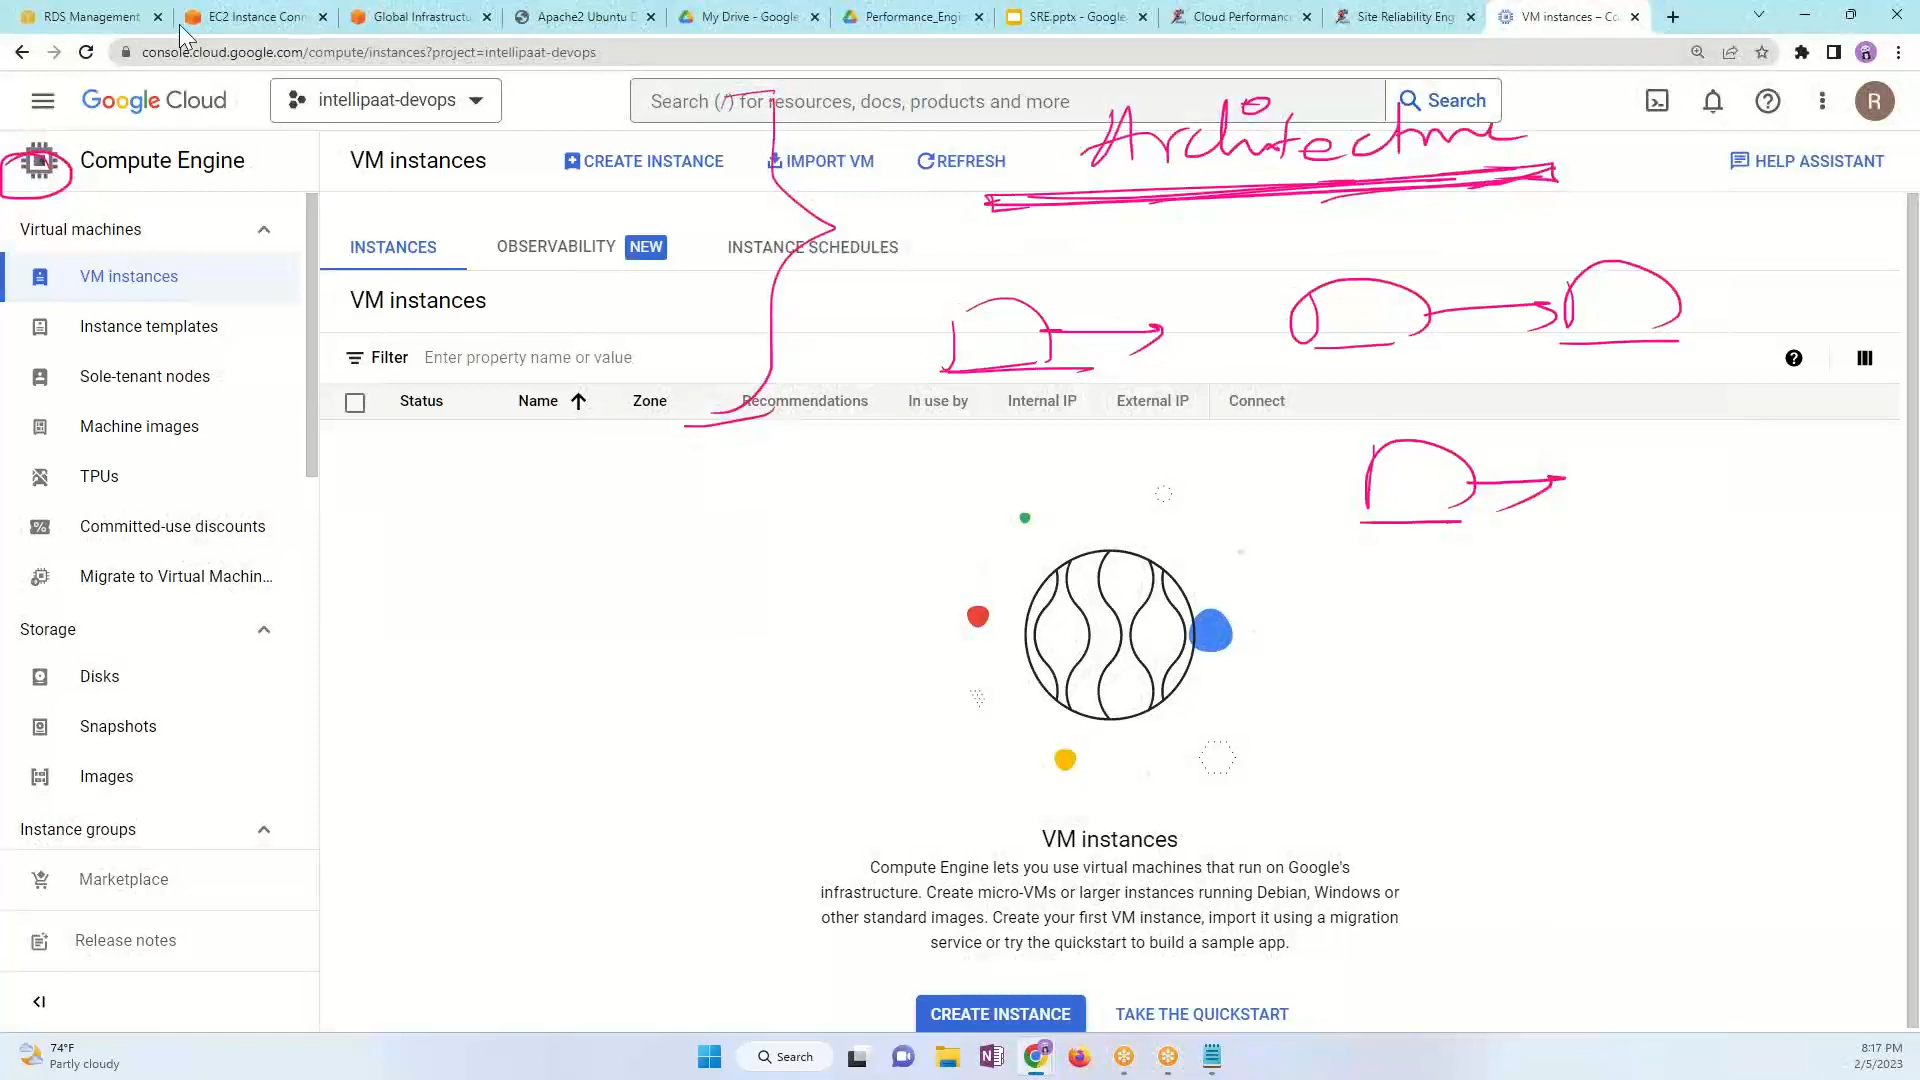 RDS Management
EC2 Instance Conn
Global Infrastructu
Apache2 Ubuntu D
My Drive - Google
Performance_Engi
SRE.pptx - Google
Cloud Performanc
Site Reliability Eng
VM instances – Co
console.cloud.google.com/compute/instances?project=intellipaat-devops
Google Cloud
intellipaat-devops
Search (/) for resources, docs, products and more
Search
R
Architecture
Compute Engine
VM instances
CREATE INSTANCE
IMPORT VM
REFRESH
HELP ASSISTANT
Virtual machines
VM instances
Instance templates
Sole-tenant nodes
Machine images
TPUs
Committed-use discounts
Migrate to Virtual Machin...
Storage
Disks
Snapshots
Images
Instance groups
Marketplace
Release notes
INSTANCES
OBSERVABILITY NEW
INSTANCE SCHEDULES
VM instances
Filter Enter property name or value
Status Name Zone Recommendations In use by Internal IP External IP Connect
VM instances
Compute Engine lets you use virtual machines that run on Google's
infrastructure. Create micro-VMs or larger instances running Debian, Windows or
other standard images. Create your first VM instance, import it using a migration
service or try the quickstart to build a sample app.
CREATE INSTANCE
TAKE THE QUICKSTART
74°F
Partly cloudy
Search
8:17 PM
2/5/2023